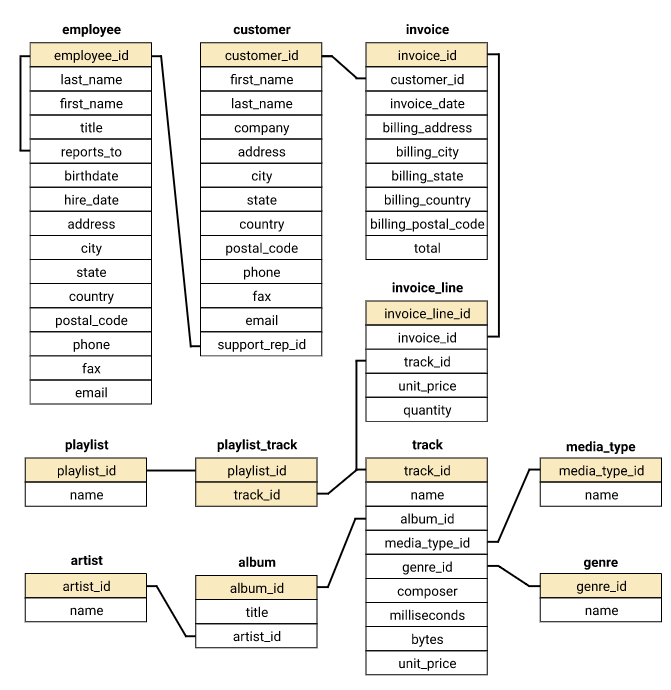 employee
employee_id
last_name
first_name
title
reports_to
birthdate
hire_date
address
city
state
country
postal_code
phone
fax
email
customer
customer_id
first_name
last_name
company
address
city
state
country
postal_code
phone
fax
email
support_rep_id
invoice
invoice_id
customer_id
invoice_date
billing_address
billing_city
billing_state
billing_country
billing_postal_code
total
invoice_line
invoice_line_id
invoice_id
track_id
unit_price
quantity
playlist
playlist_id
name
playlist_track
playlist_id
track_id
track
track_id
name
album_id
media_type_id
genre_id
composer
milliseconds
bytes
unit_price
media_type
media_type_id
name
artist
artist_id
name
album
album_id
title
artist_id
genre
genre_id
name